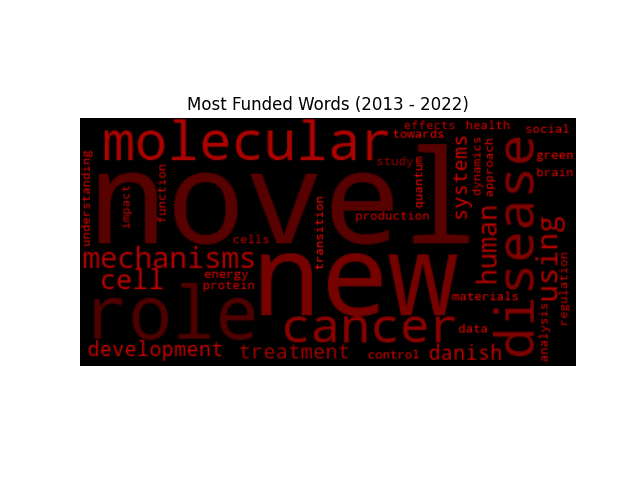 Most Funded Words (2013 - 2022)
molecular
effects
health
social
towards
understanding
novel
function
impact
study
quantum
systems
dynamics
approach
disease
green
brain
transition
production
cells
human
using
mechanisms
cell
energy
protein
new
regulation
role
materials
cancer
data
analysis
development
treatment
control
danish